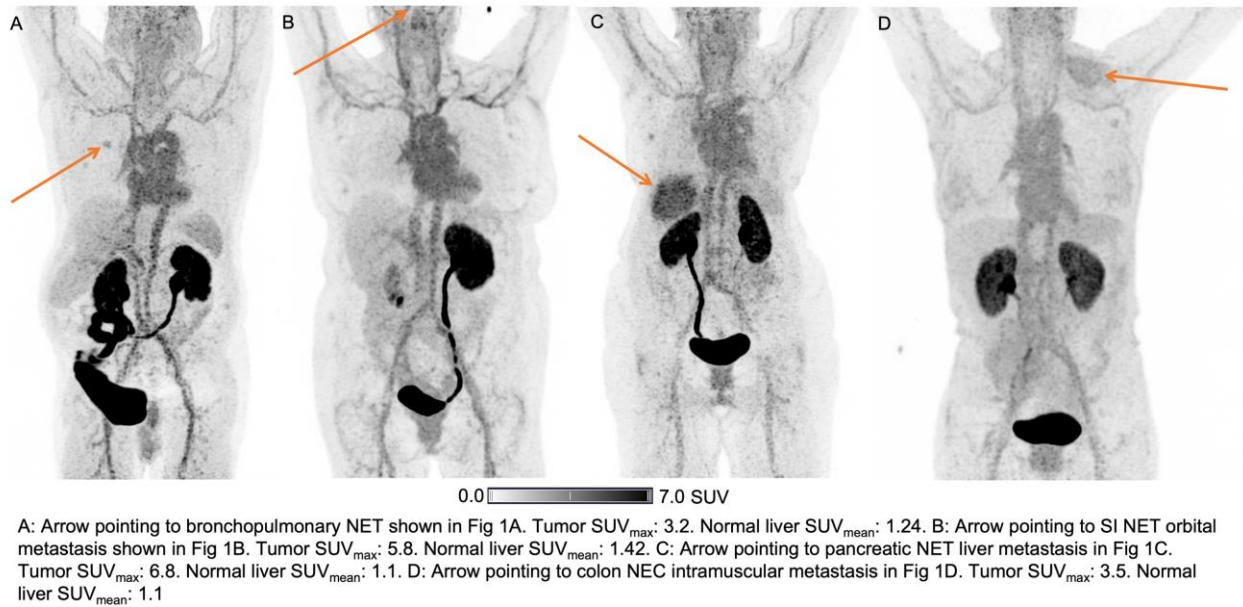 A B C D
0.0 7.0 SUV
A: Arrow pointing to bronchopulmonary NET shown in Fig 1A. Tumor SUVmax: 3.2. Normal liver SUVmean: 1.24. B: Arrow pointing to SI NET orbital
metastasis shown in Fig 1B. Tumor SUVmax: 5.8. Normal liver SUVmean: 1.42. C: Arrow pointing to pancreatic NET liver metastasis in Fig 1C.
Tumor SUVmax: 6.8. Normal liver SUVmean: 1.1. D: Arrow pointing to colon NEC intramuscular metastasis in Fig 1D. Tumor SUVmax: 3.5. Normal
liver SUVmean: 1.1